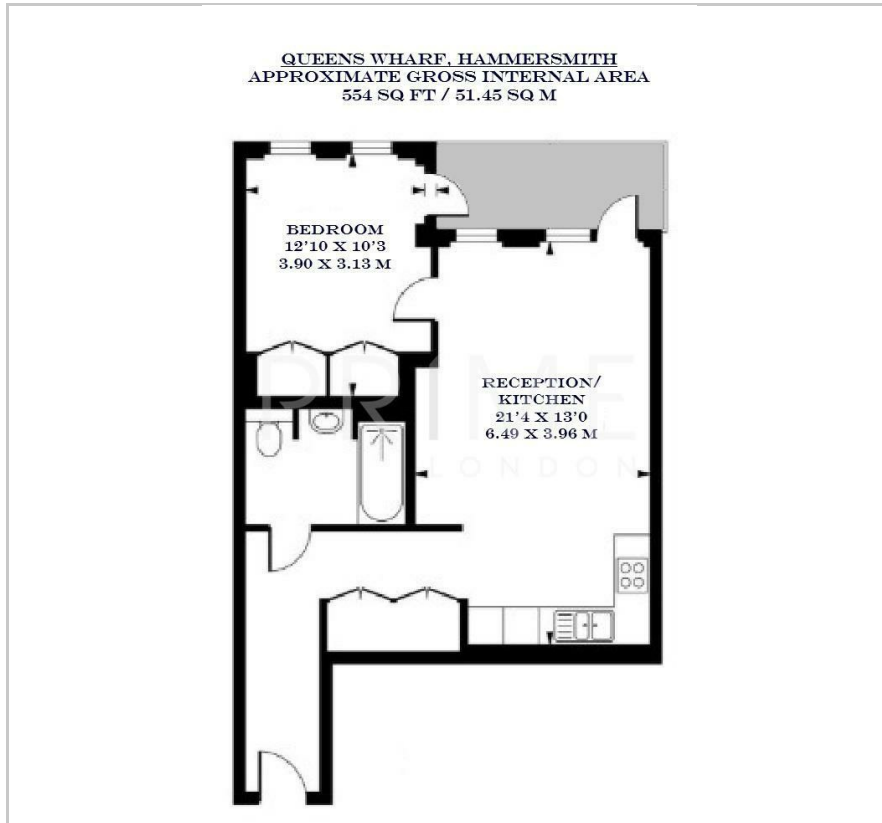 QUEENS WHARF, HAMMERSMITH
APPROXIMATE GROSS INTERNAL AREA
554 SQ FT / 51.45 SQ M
BEDROOM
12'10 X 10'3
3.90 X 3.13 M
RECEPTION/
KITCHEN
21'4 X 13'0
6.49 X 3.96 M
PRIME
LONDON